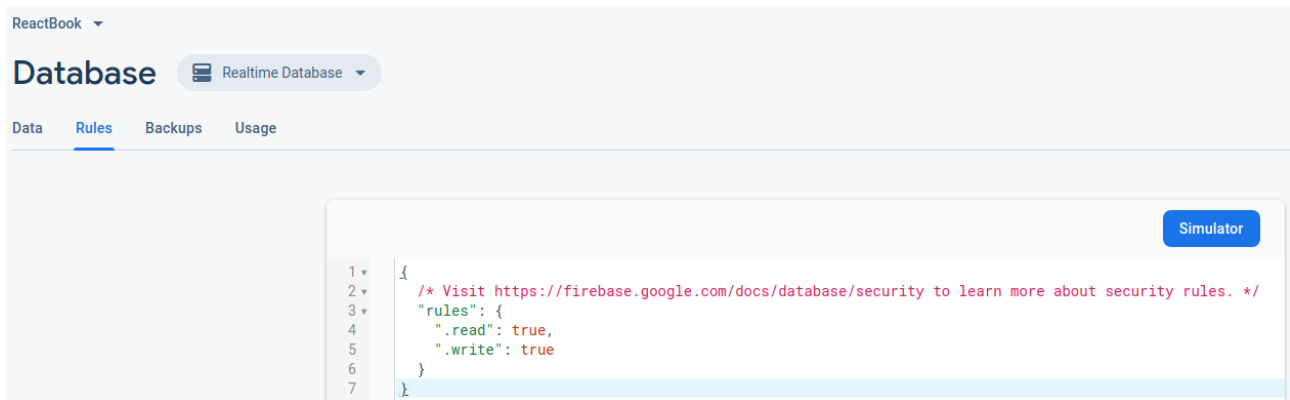 ReactBook
Database Realtime Database
Data Rules Backups Usage
Simulator
1 {
2 /* Visit https://firebase.google.com/docs/database/security to learn more about security rules. */
3 "rules": {
4 ".read": true,
5 ".write": true
6 }
7 }